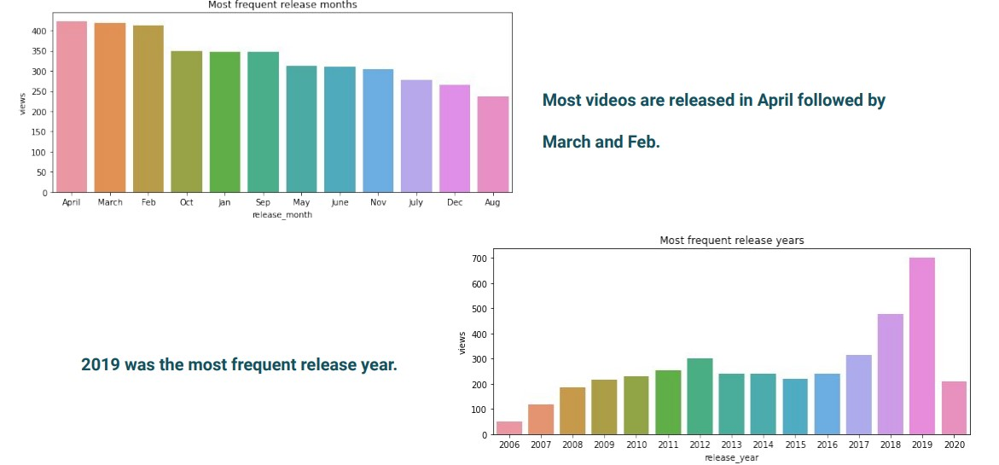 Most frequent release months
400
350
300
250
200
150
100
50
0
views
April March Feb Oct Jan Sep May June Nov July Dec Aug
release_month
Most videos are released in April followed by
March and Feb.
2019 was the most frequent release year.
Most frequent release years
700
600
500
400
300
200
100
0
views
2006 2007 2008 2009 2010 2011 2012 2013 2014 2015 2016 2017 2018 2019 2020
release_year